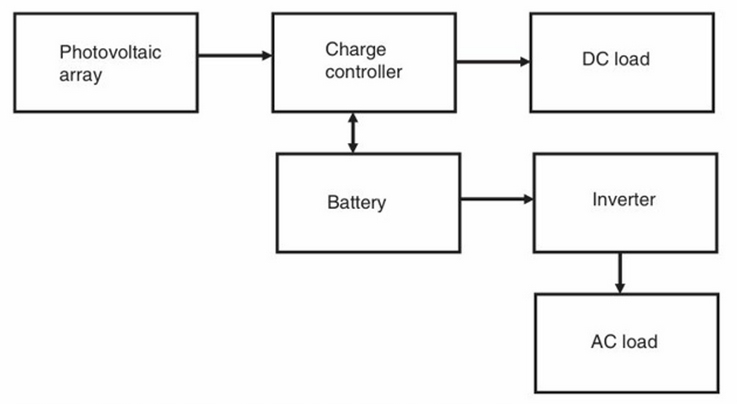 Photovoltaic
array
Charge
controller
DC load
Battery
Inverter
AC load